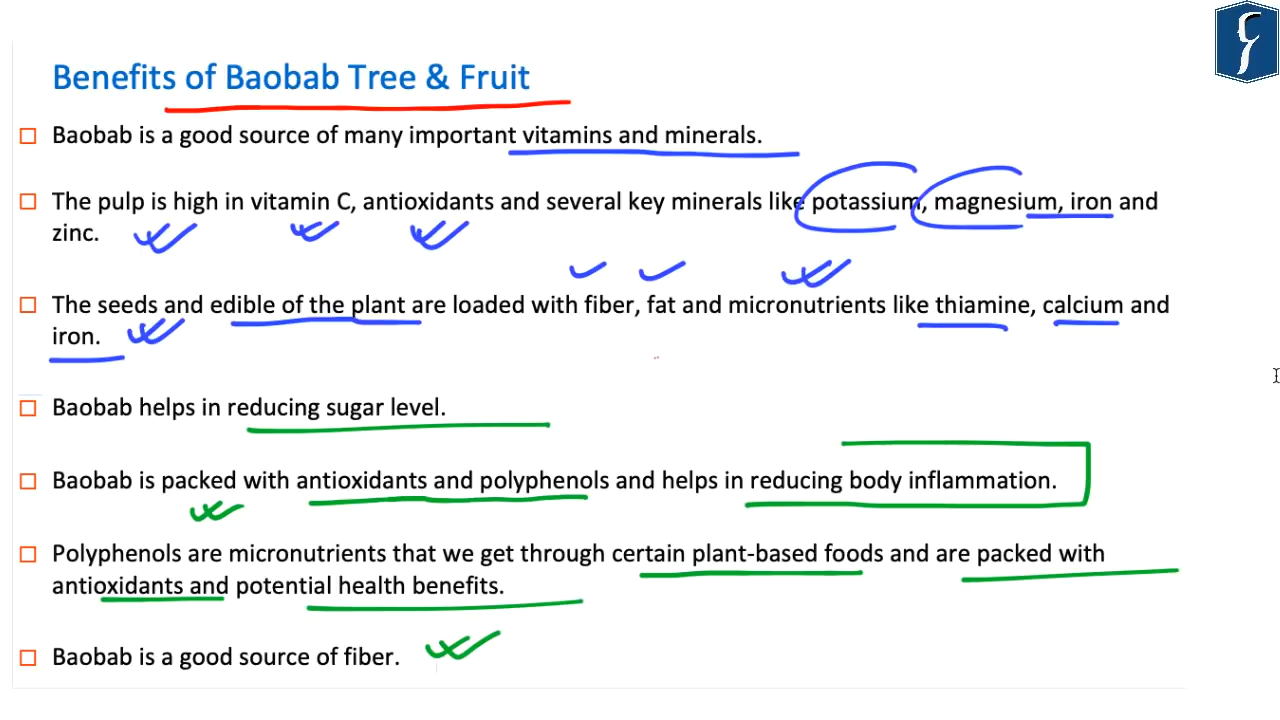 Benefits of Baobab Tree & Fruit
Baobab is a good source of many important vitamins and minerals.
The pulp is high in vitamin C, antioxidants and several key minerals like potassium, magnesium, iron and
zinc.
The seeds and edible of the plant are loaded with fiber, fat and micronutrients like thiamine, calcium and
iron.
Baobab helps in reducing sugar level.
Baobab is packed with antioxidants and polyphenols and helps in reducing body inflammation.
Polyphenols are micronutrients that we get through certain plant-based foods and are packed with
antioxidants and potential health benefits.
Baobab is a good source of fiber.